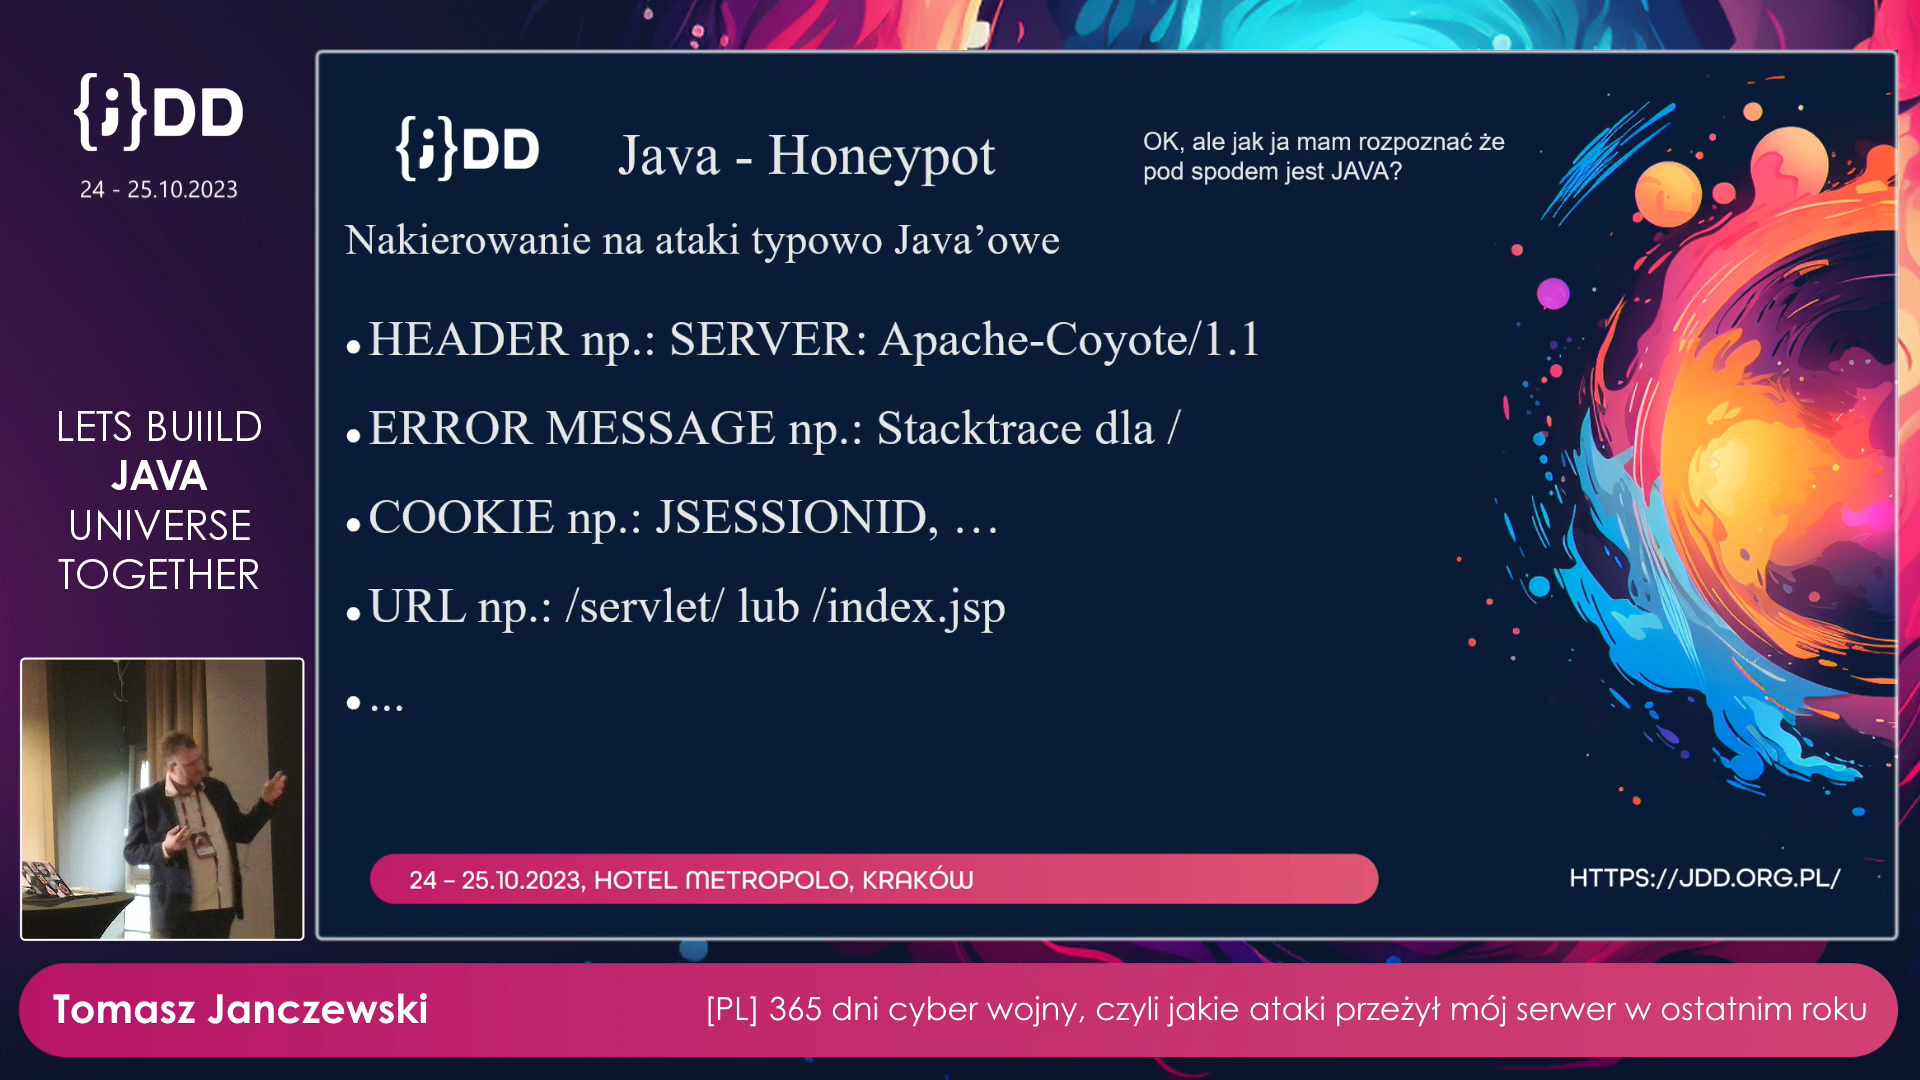 {;}DD
24 - 25.10.2023
LETS BUIILD
JAVA
UNIVERSE
TOGETHER
{;}DD
Java - Honeypot
OK, ale jak ja mam rozpoznać że
pod spodem jest JAVA?
Nakierowanie na ataki typowo Java’owe
• HEADER np.: SERVER: Apache-Coyote/1.1
• ERROR MESSAGE np.: Stacktrace dla /
• COOKIE np.: JSESSIONID, …
• URL np.: /servlet/ lub /index.jsp
• ...
24 – 25.10.2023, HOTEL METROPOLO, KRAKÓW
HTTPS://JDD.ORG.PL/
Tomasz Janczewski
[PL] 365 dni cyber wojny, czyli jakie ataki przeżył mój serwer w ostatnim roku